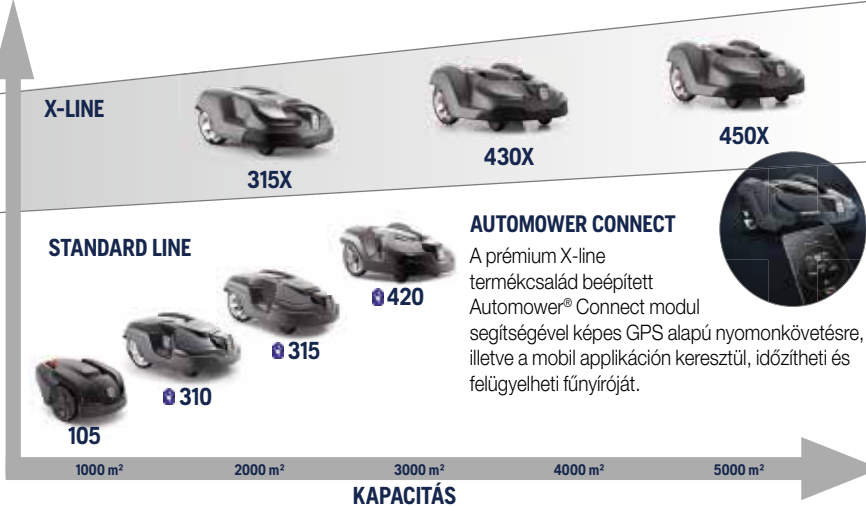 X-LINE
315X
430X
450X
STANDARD LINE
105
310
315
420
AUTOMOWER CONNECT
A prémium X-line
termékcsalád beépített
Automower® Connect modul
segítségével képes GPS alapú nyomonkövetésre,
illetve a mobil applikáción keresztül, időzítheti és
felügyelheti fűnyíróját.
1000 m²
2000 m²
3000 m²
4000 m²
5000 m²
KAPACITÁS